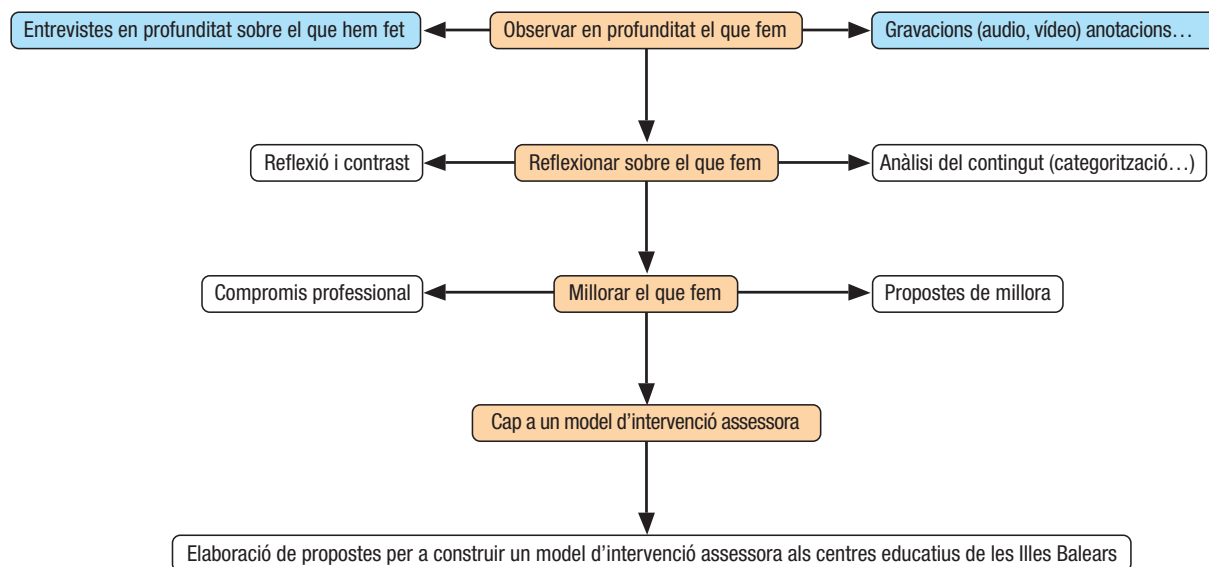 Entrevistes en profunditat sobre el que hem fet
Observar en profunditat el que fem
Gravacions (audio, vídeo) anotacions…
Reflexió i contrast
Reflexionar sobre el que fem
Anàlisi del contingut (categorització…)
Compromis professional
Millorar el que fem
Propostes de millora
Cap a un model d’intervenció assessora
Elaboració de propostes per a construir un model d’intervenció assessora als centres educatius de les Illes Balears